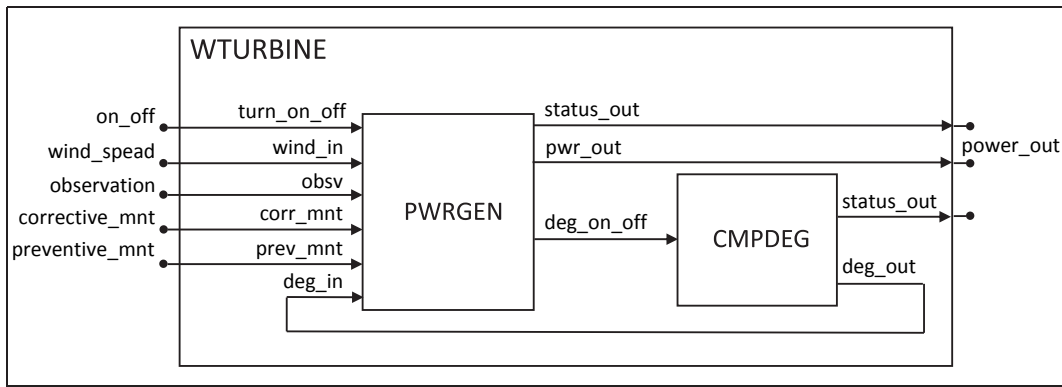 WTURBINE
on_off
turn_on_off
status_out
wind_spead
wind_in
pwr_out
power_out
observation
obsv
PWRGEN
status_out
corrective_mnt
corr_mnt
deg_on_off
CMPDEG
preventive_mnt
prev_mnt
deg_out
deg_in